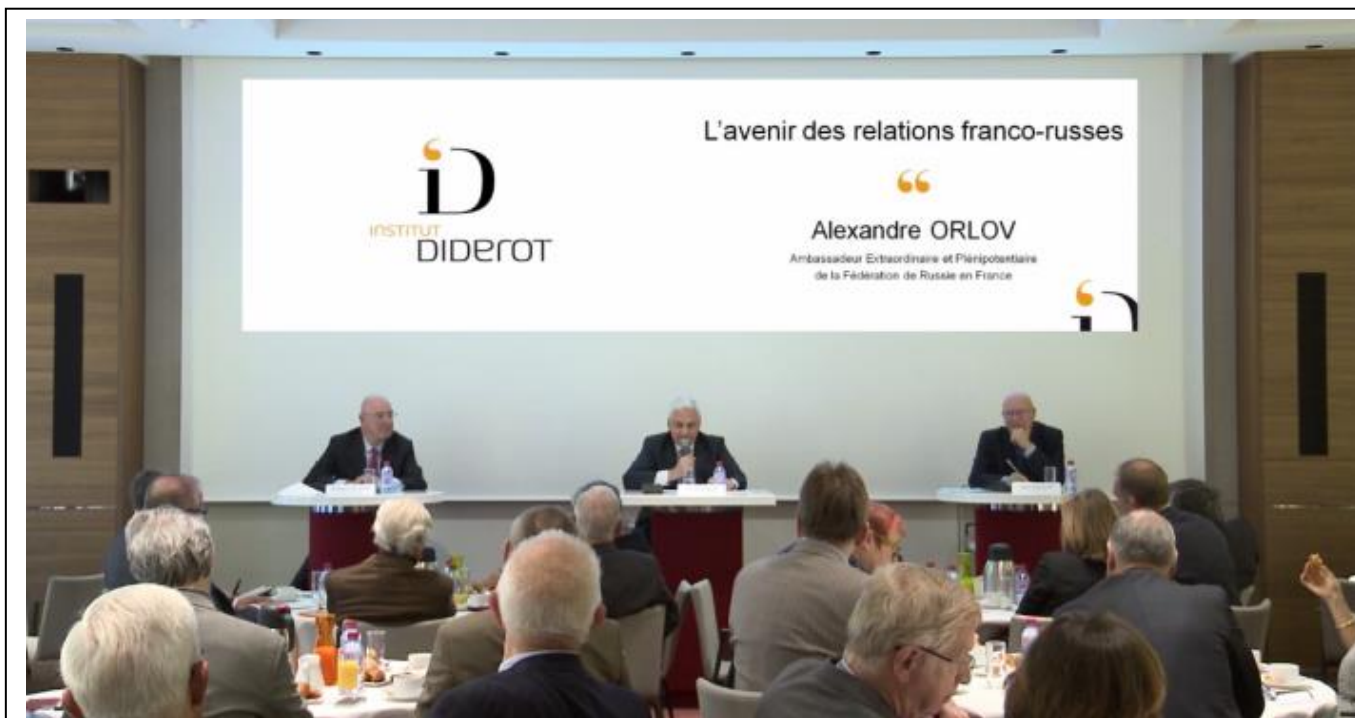 INSTITUT
DIDEROT
L'avenir des relations franco-russes
“
Alexandre ORLOV
Ambassadeur Extraordinaire et Plénipotentiaire
de la Fédération de Russie en France